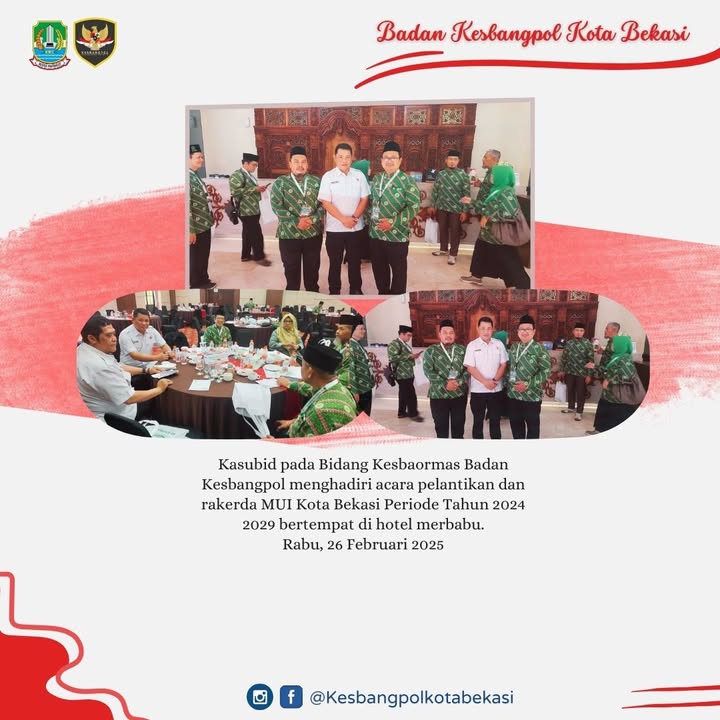 Badan Kesbangpol Kota Bekasi
Kasubid pada Bidang Kesbaormas Badan
Kesbangpol menghadiri acara pelantikan dan
rakerda MUI Kota Bekasi Periode Tahun 2024
2029 bertempat di hotel merbabu.
Rabu, 26 Februari 2025
@Kesbangpolkotabekasi